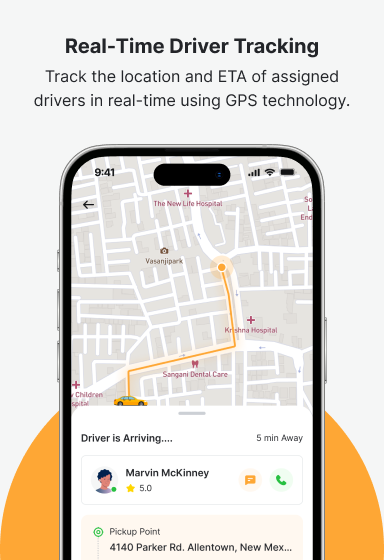 Real-Time Driver Tracking
Track the location and ETA of assigned
drivers in real-time using GPS technology.
9:41
The New Life Hospital
So
La
End
Vasanjipark
Krishna Hospital
Sangani Dental Care
w Children
spital
Driver is Arriving....
5 min Away
Marvin McKinney
5.0
Pickup Point
4140 Parker Rd. Allentown, New Mex...